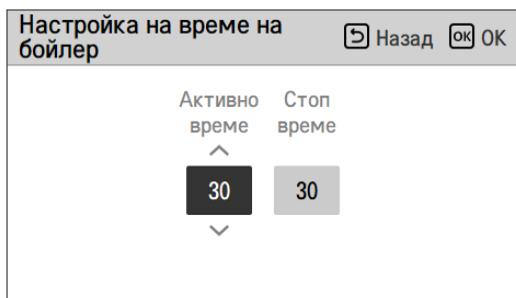 Настройка на време на
бойлер
Назад OK OK
Активно Стоп
време време
30 30